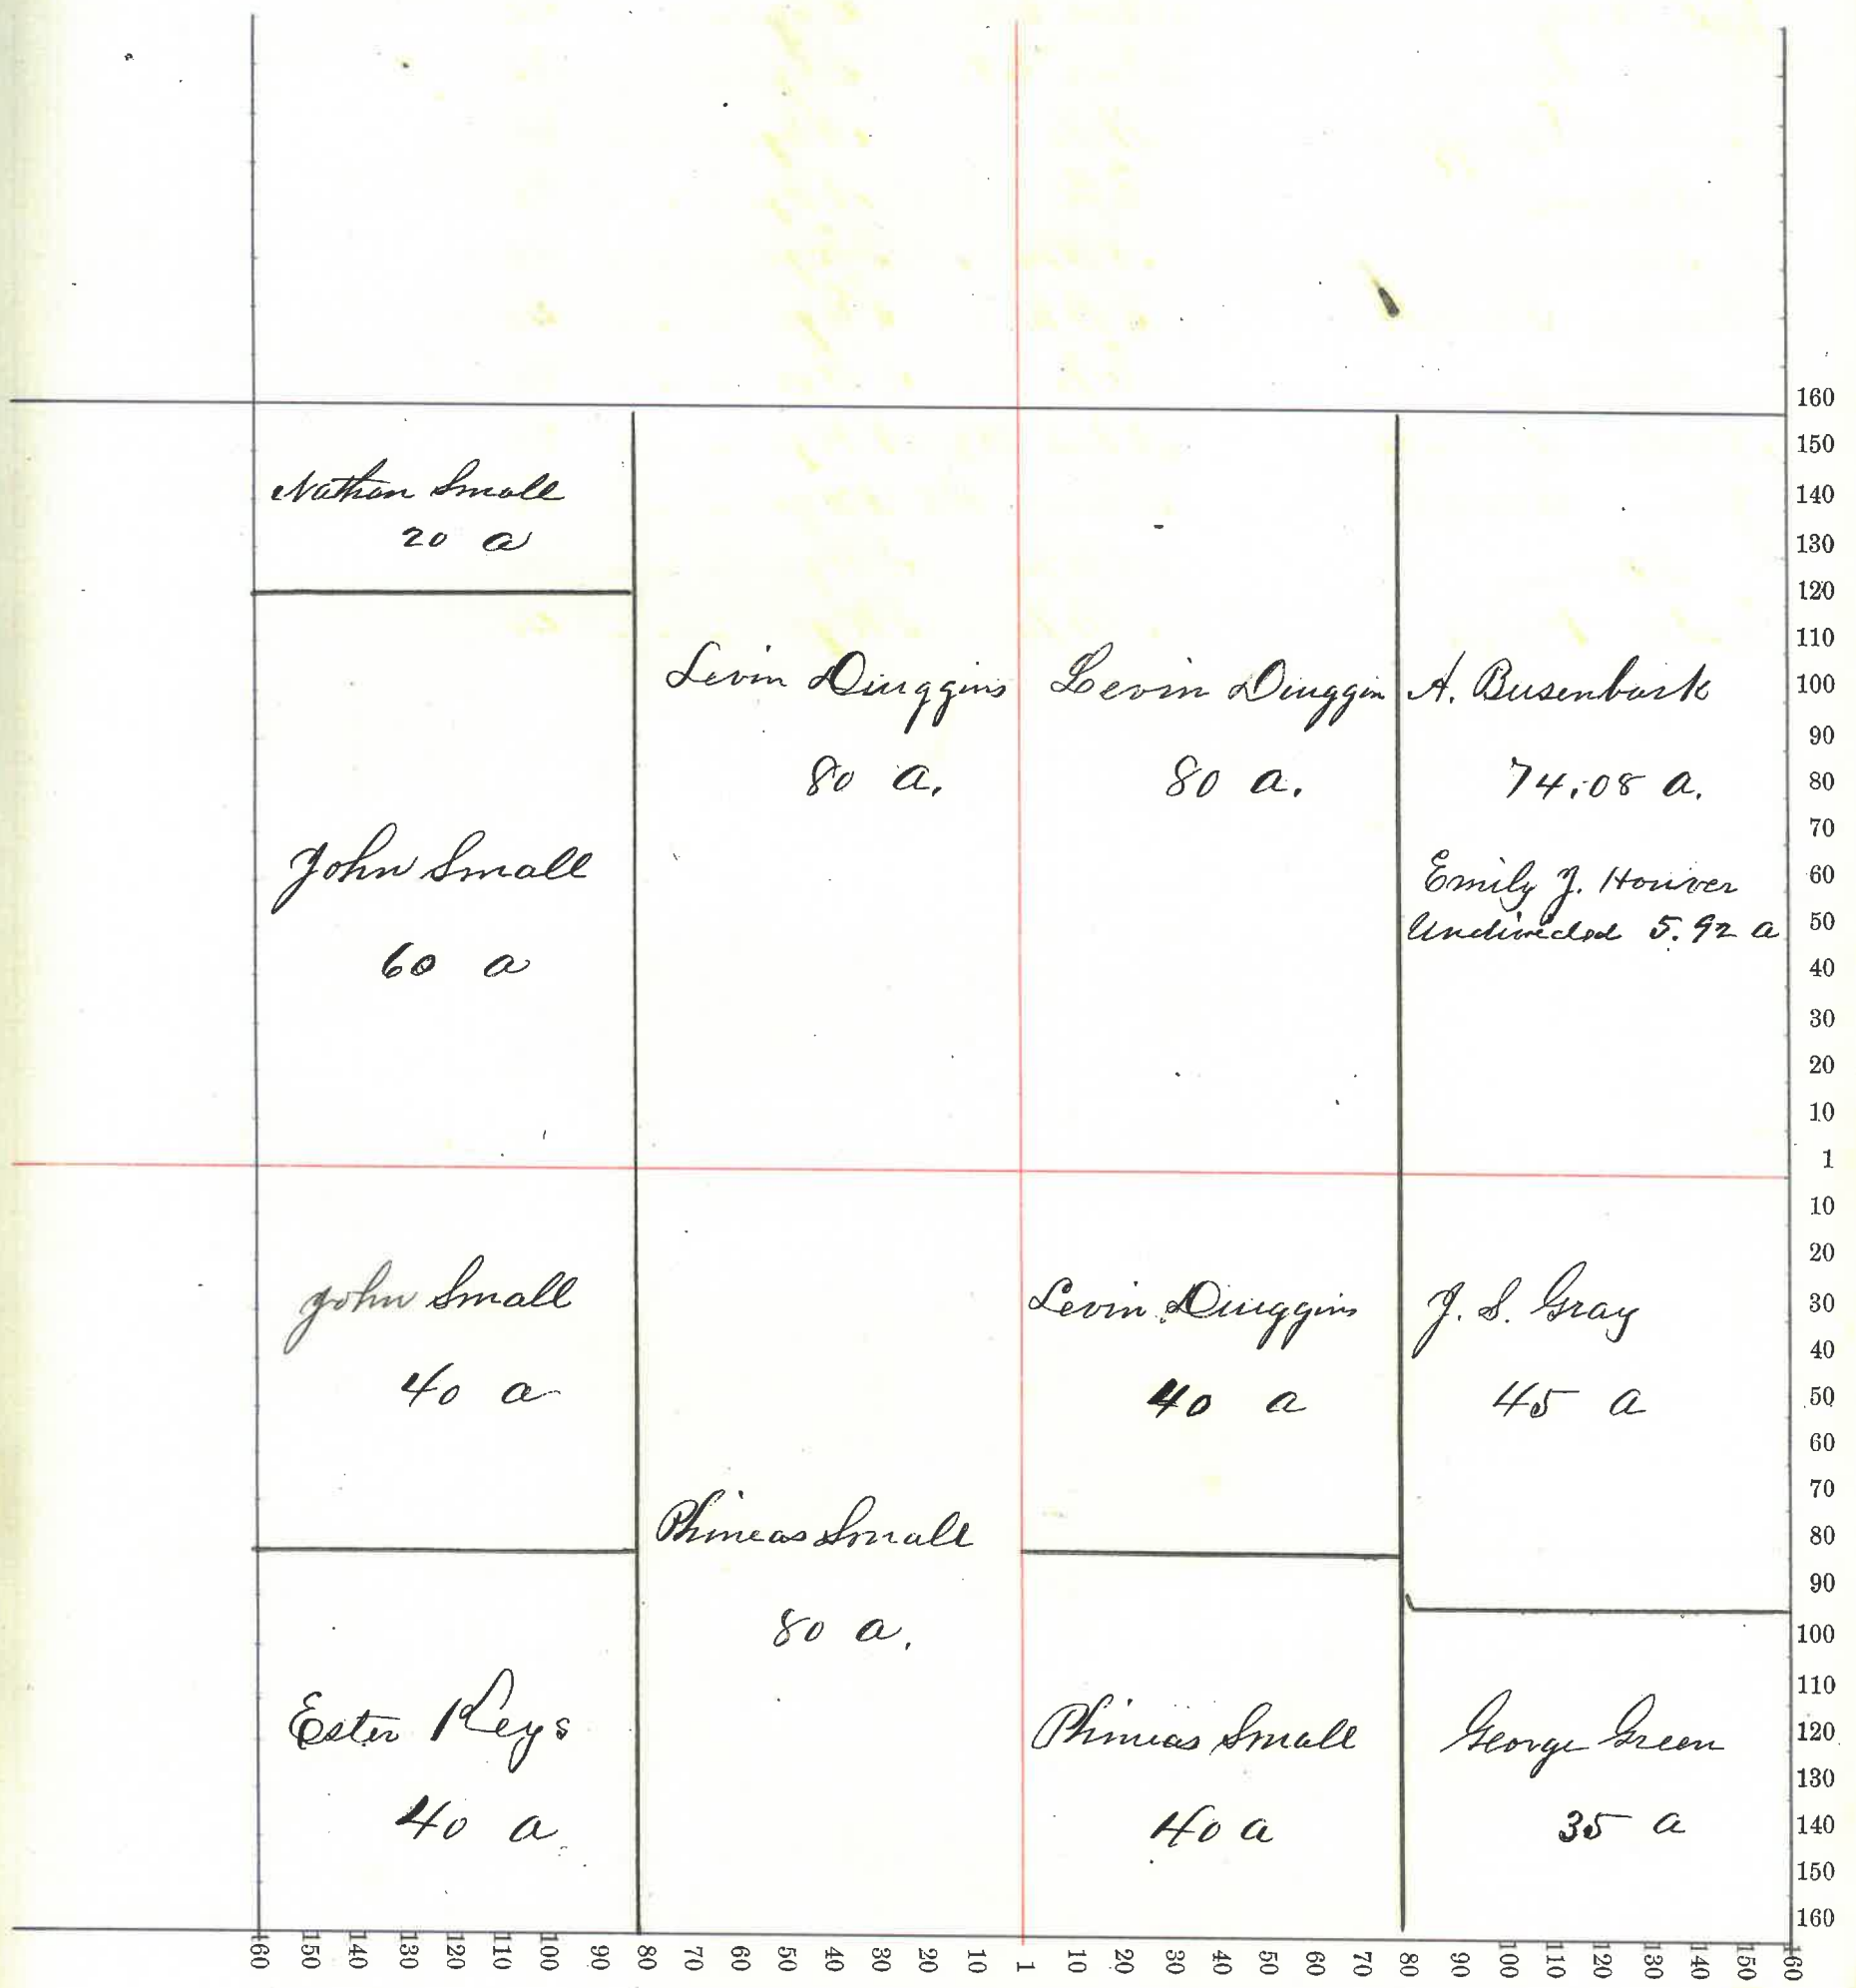 Nathan Small
20 a
John Small
60 a
Levin Duggins
80 a.
Levin Duggin
80 a.
A. Busenbark
74.08 a.
Emily J. Hoover
Undivided 5.92 a
John Small
40 a
Ester Keys
40 a.
Phineas Small
80 a.
Levin Duggins
40 a
Phineas Small
40 a
J. S. Gray
45 a
George Green
35 a
160
150
140
130
120
110
100
90
80
70
60
50
40
30
20
10
1
10
20
30
40
50
60
70
80
90
100
110
120
130
140
150
160
160 150 140 130 120 110 100 90 80 70 60 50 40 30 20 10 1 10 20 30 40 50 60 70 80 90 100 110 120 130 140 150 160